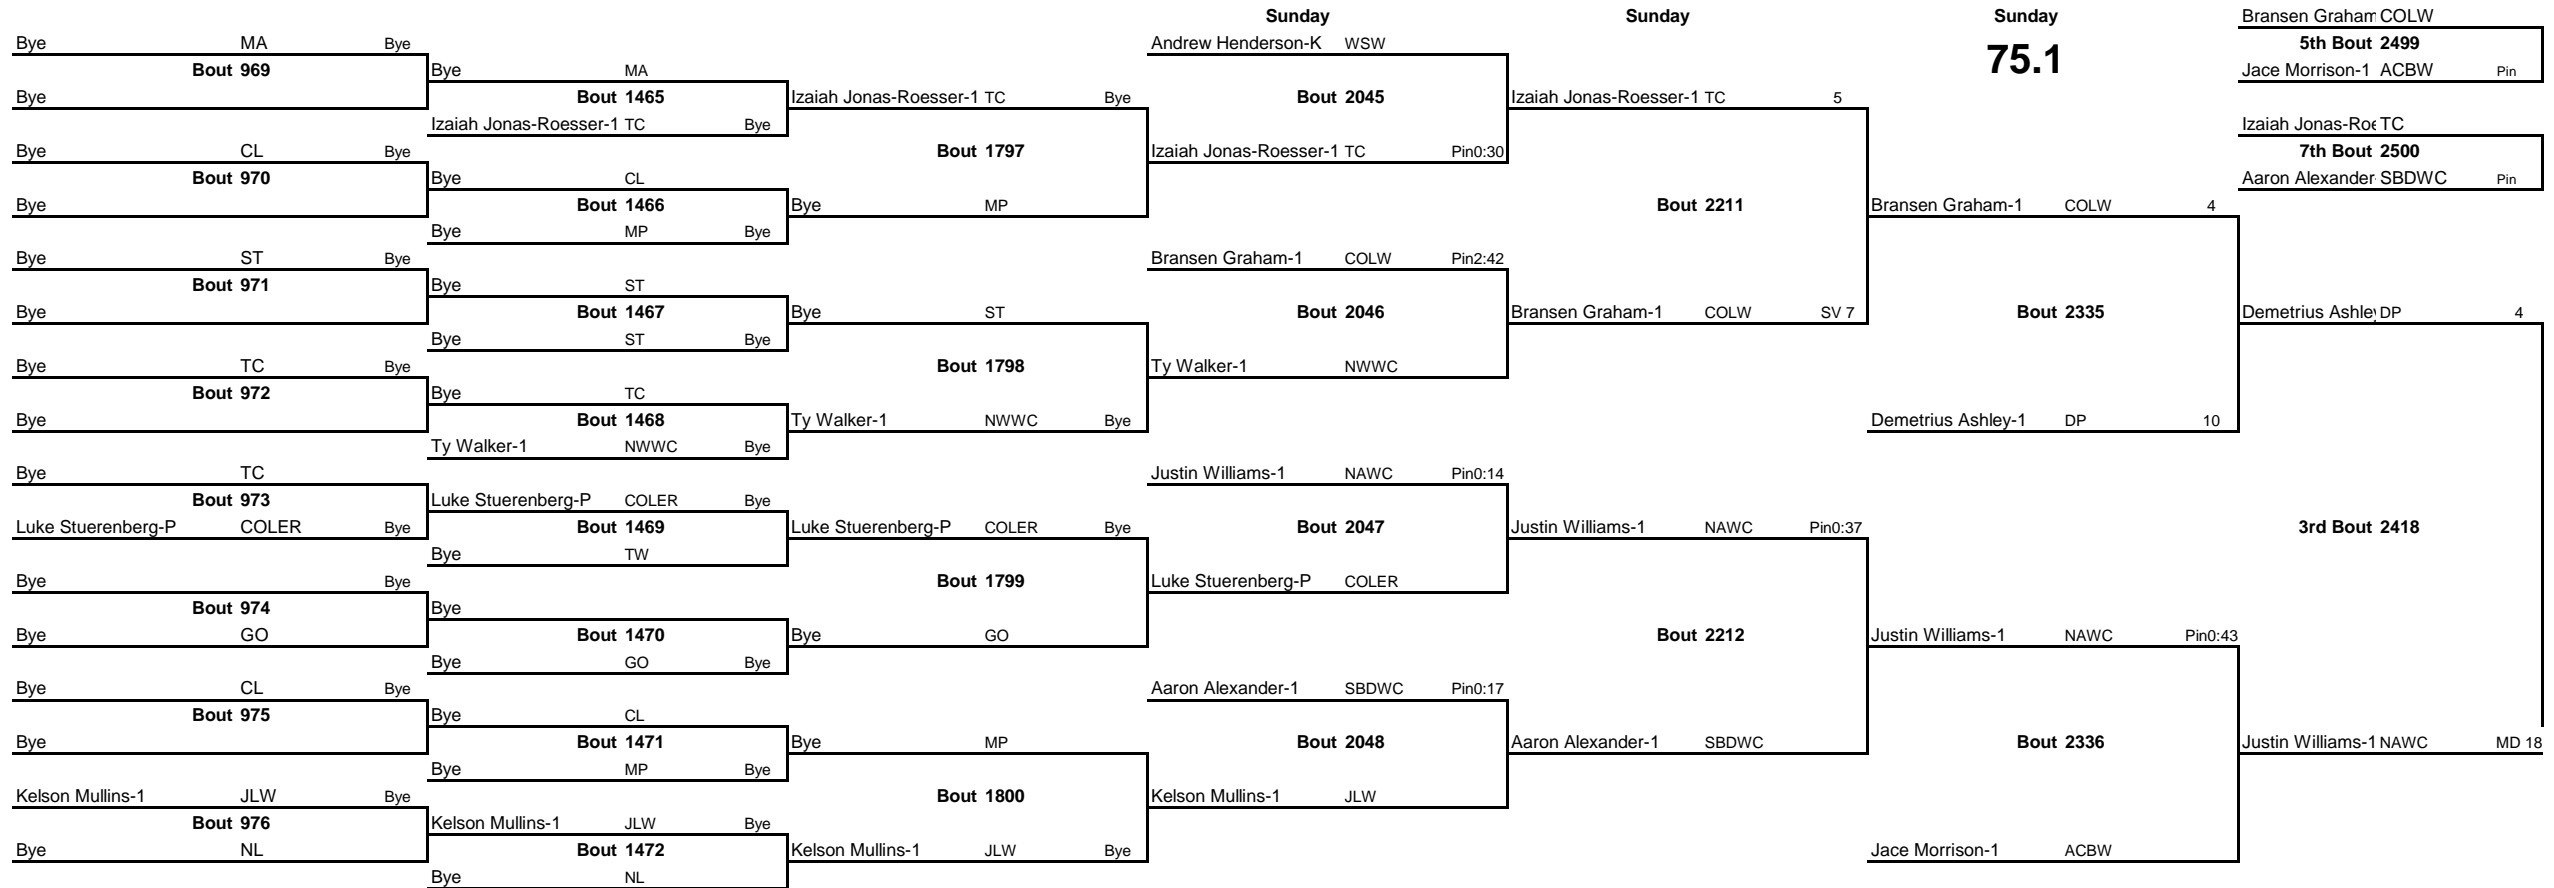 Sunday Sunday Sunday Bransen Graham COLW
Bye MA Bye Andrew Henderson-K WSW 75.1 5th Bout 2499
Bout 969 Bye MA Jace Morrison-1 ACBW Pin
Bye Bout 1465 Izaiah Jonas-Roesser-1 TC Bye Bout 2045 Izaiah Jonas-Roesser-1 TC 5
Izaiah Jonas-Roesser-1 TC Bye Izaiah Jonas-Roe TC
Bye CL Bye Bout 1797 Izaiah Jonas-Roesser-1 TC Pin0:30 7th Bout 2500
Bout 970 Bye CL Aaron Alexander- SBDWC Pin
Bye Bout 1466 Bye MP Bout 2211 Bransen Graham-1 COLW 4
Bye MP Bye
Bye ST Bye Bransen Graham-1 COLW Pin2:42
Bout 971 Bye ST
Bye Bout 1467 Bye ST Bout 2046 Bransen Graham-1 COLW SV 7 Bout 2335 Demetrius Ashley DP 4
Bye ST Bye
Bye TC Bye Bout 1798 Ty Walker-1 NWWC
Bout 972 Bye TC
Bye Bout 1468 Ty Walker-1 NWWC Bye Demetrius Ashley-1 DP 10
Ty Walker-1 NWWC Bye
Bye TC Justin Williams-1 NAWC Pin0:14
Bout 973 Luke Stuerenberg-P COLER Bye
Luke Stuerenberg-P COLER Bye Bout 1469 Luke Stuerenberg-P COLER Bye Bout 2047 Justin Williams-1 NAWC Pin0:37 3rd Bout 2418
Bye TW
Bye Bye Bout 1799 Luke Stuerenberg-P COLER
Bout 974 Bye
Bye GO Bout 1470 Bye GO Bout 2212 Justin Williams-1 NAWC Pin0:43
Bye GO Bye
Bye CL Bye Aaron Alexander-1 SBDWC Pin0:17
Bout 975 Bye CL
Bye Bout 1471 Bye MP Bout 2048 Aaron Alexander-1 SBDWC Bout 2336 Justin Williams-1 NAWC MD 18
Bye MP Bye
Kelson Mullins-1 JLW Bye Bout 1800 Kelson Mullins-1 JLW
Bout 976 Kelson Mullins-1 JLW Bye
Bye NL Bout 1472 Kelson Mullins-1 JLW Bye Jace Morrison-1 ACBW
Bye NL